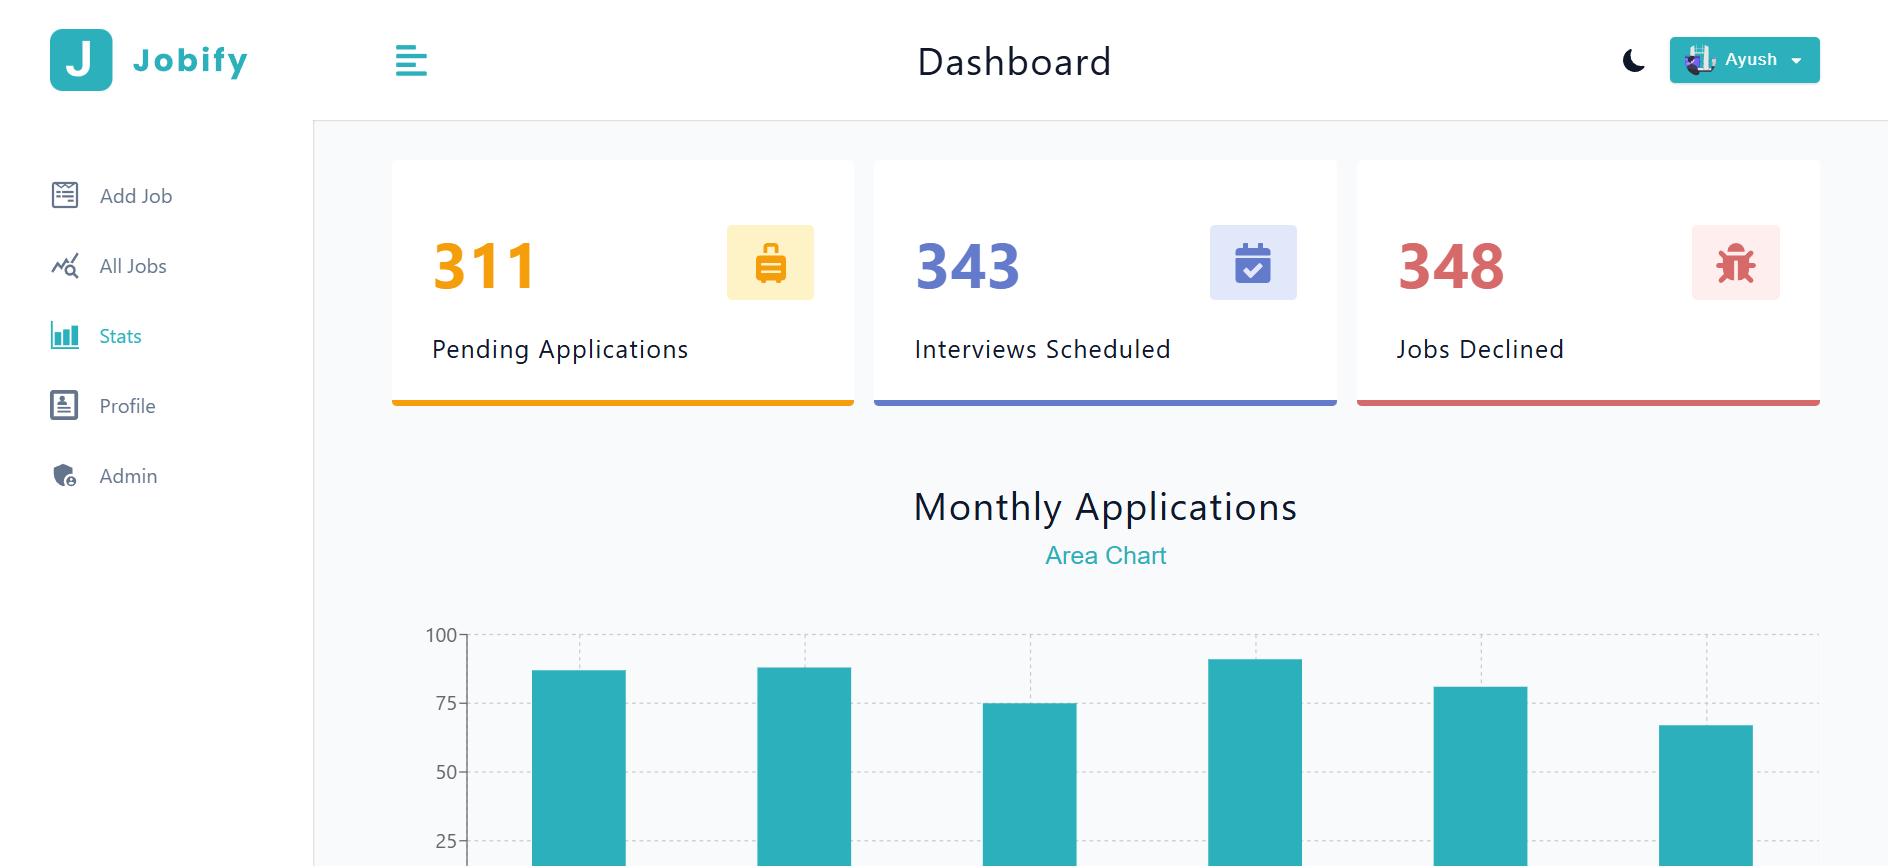 J Jobify
Dashboard
Ayush
Add Job
All Jobs
Stats
Profile
Admin
311
Pending Applications
343
Interviews Scheduled
348
Jobs Declined
Monthly Applications
Area Chart
100
75
50
25